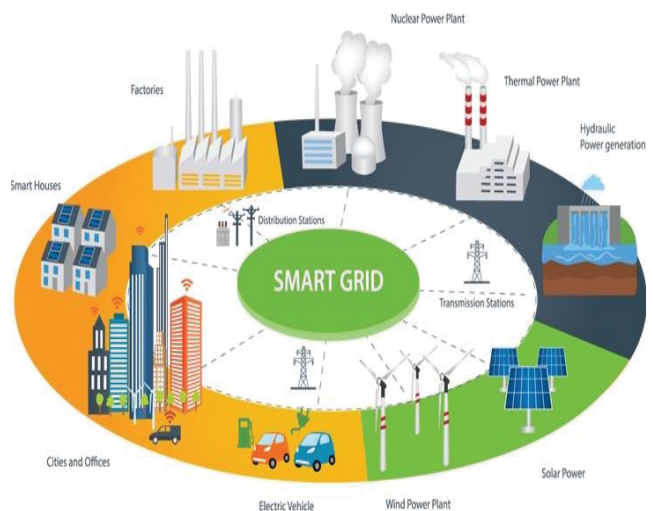 Nuclear Power Plant
Thermal Power Plant
Factories
Hydraulic
Power generation
Smart Houses
Distribution Stations
SMART GRID
Transmission Stations
Cities and Offices
Solar Power
Electric Vehicle
Wind Power Plant